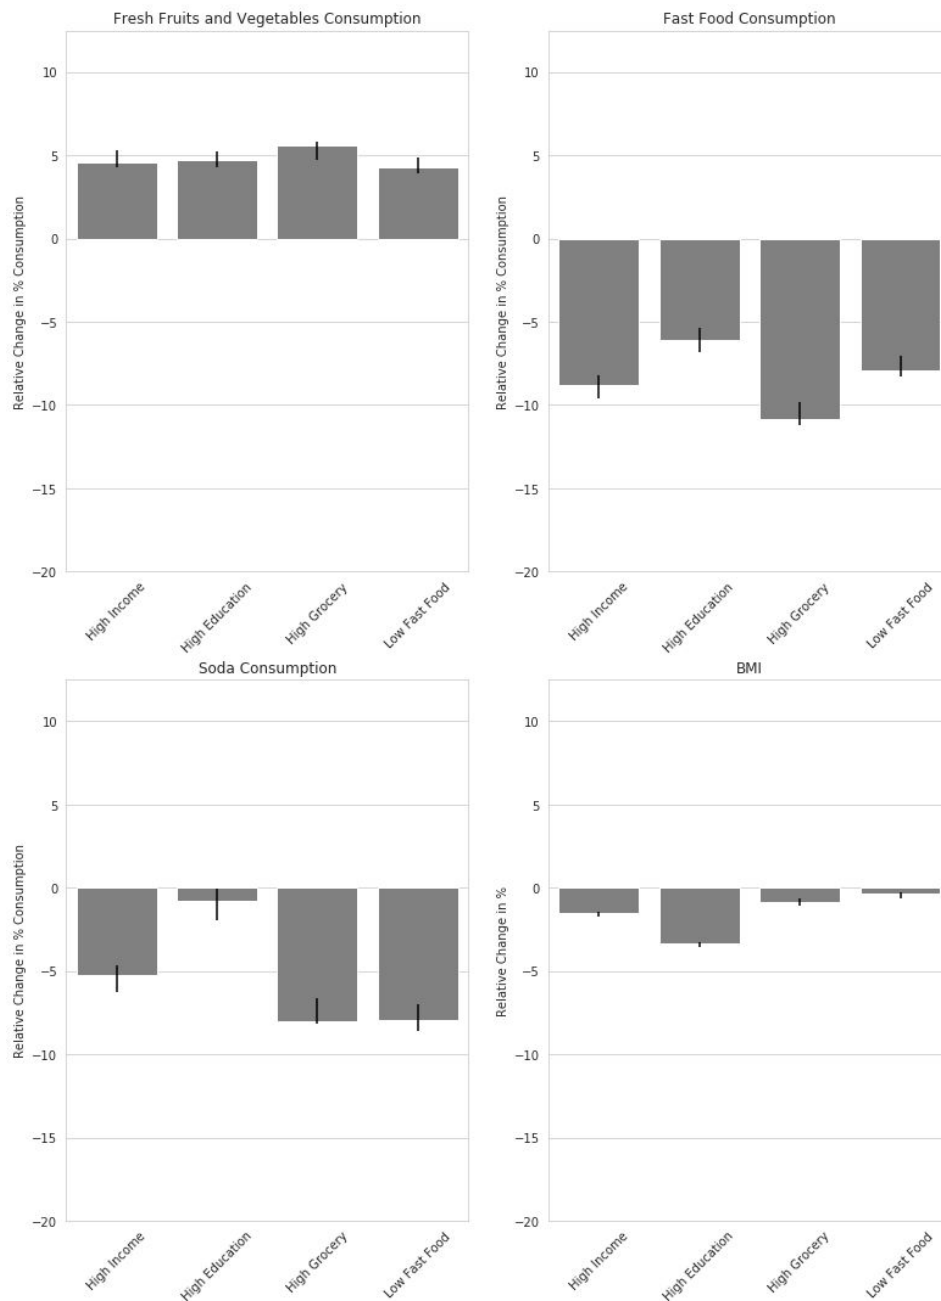 Fresh Fruits and Vegetables Consumption
Relative Change in % Consumption
10
5
0
−5
−10
−15
−20
High Income
High Education
High Grocery
Low Fast Food
Fast Food Consumption
Relative Change in % Consumption
10
5
0
−5
−10
−15
−20
High Income
High Education
High Grocery
Low Fast Food
Soda Consumption
Relative Change in % Consumption
10
5
0
−5
−10
−15
−20
High Income
High Education
High Grocery
Low Fast Food
BMI
Relative Change in %
10
5
0
−5
−10
−15
−20
High Income
High Education
High Grocery
Low Fast Food